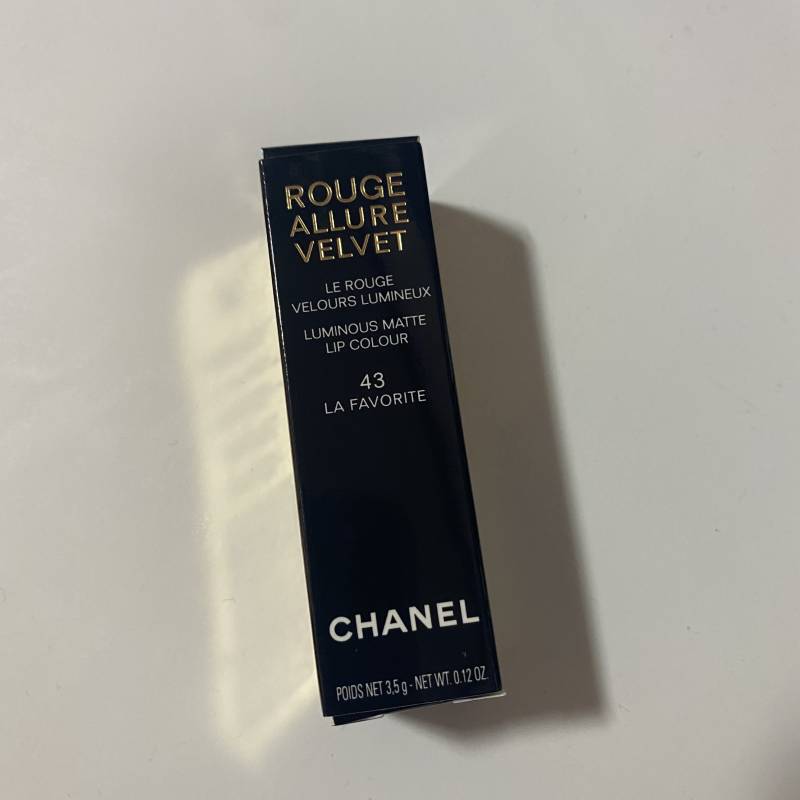 ROUGE
ALLURE
VELVET
LE ROUGE
VELOURS LUMINEUX
LUMINOUS MATTE
LIP COLOUR
43
LA FAVORITE
CHANEL
POIDS NET 3,5 g - NET WT. 0.12 OZ.